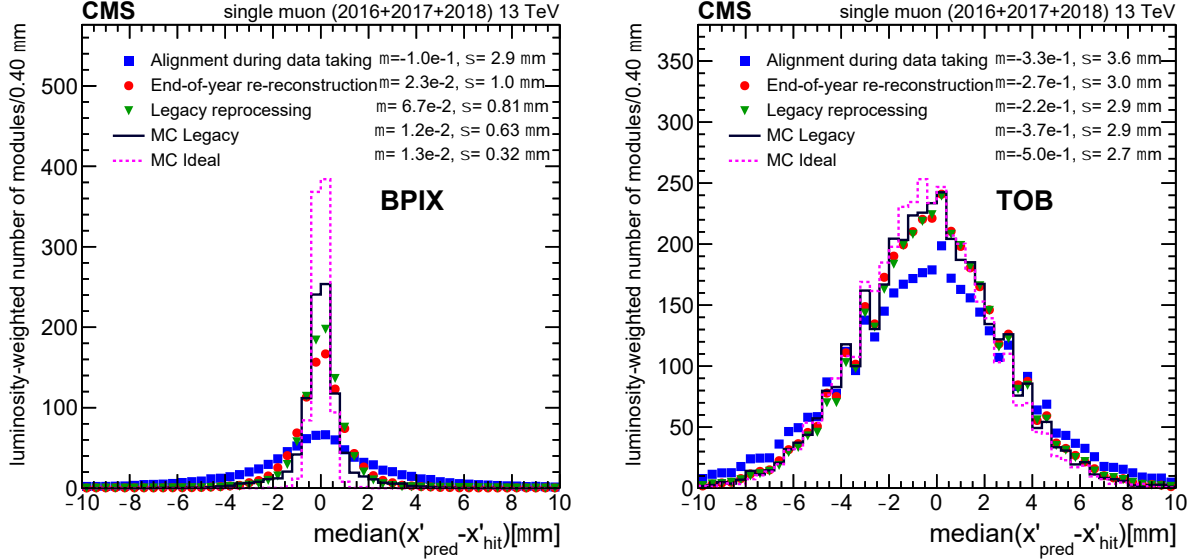 CMS single muon (2016+2017+2018) 13 TeV
luminosity-weighted number of modules/0.40 mm
500
400
300
200
100
0
Alignment during data taking m=-1.0e-1, s= 2.9 mm
End-of-year re-reconstruction m= 2.3e-2, s= 1.0 mm
Legacy reprocessing m= 6.7e-2, s= 0.81 mm
MC Legacy m= 1.2e-2, s= 0.63 mm
MC Ideal m= 1.3e-2, s= 0.32 mm
BPIX
−10 −8 −6 −4 −2 0 2 4 6 8 10
median(x'pred-x'hit)[mm]
CMS single muon (2016+2017+2018) 13 TeV
luminosity-weighted number of modules/0.40 mm
350
300
250
200
150
100
50
0
Alignment during data taking m=-3.3e-1, s= 3.6 mm
End-of-year re-reconstruction m=-2.7e-1, s= 3.0 mm
Legacy reprocessing m=-2.2e-1, s= 2.9 mm
MC Legacy m=-3.7e-1, s= 2.9 mm
MC Ideal m=-5.0e-1, s= 2.7 mm
TOB
−10 −8 −6 −4 −2 0 2 4 6 8 10
median(x'pred-x'hit)[mm]